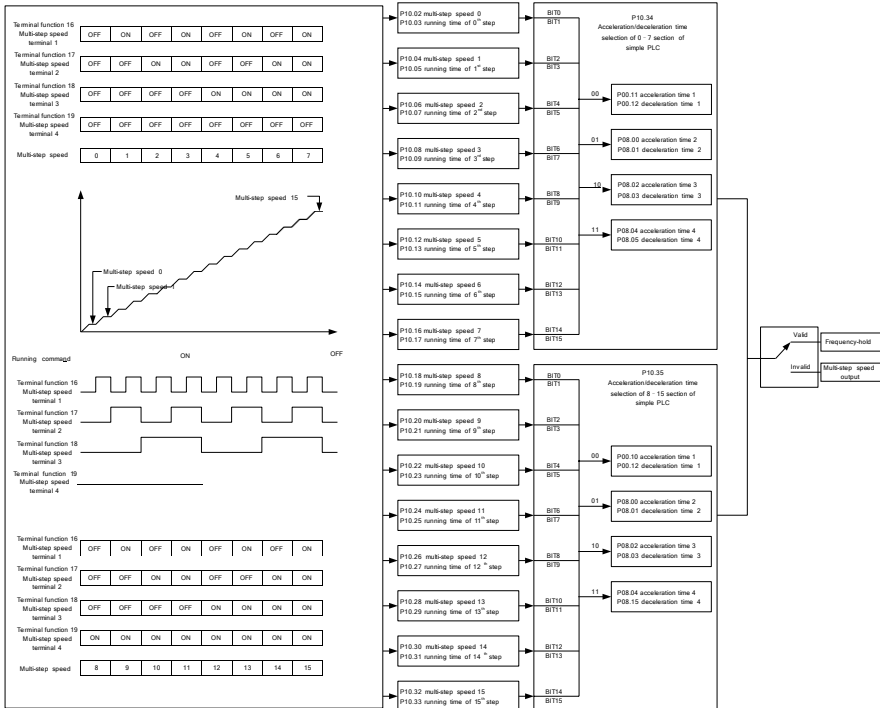 Terminal function 16
Multi-step speed
terminal 1
OFF ON OFF ON OFF ON OFF ON
Terminal function 17
Multi-step speed
terminal 2
OFF OFF ON ON OFF OFF ON ON
Terminal function 18
Multi-step speed
terminal 3
OFF OFF OFF OFF ON ON ON ON
Terminal function 19
Multi-step speed
terminal 4
OFF OFF OFF OFF OFF OFF OFF OFF
Multi-step speed 0 1 2 3 4 5 6 7
Multi-step speed 15
Multi-step speed 0
Multi-step speed 1
Running command
ON
OFF
Terminal function 16
Multi-step speed
terminal 1
Terminal function 17
Multi-step speed
terminal 2
Terminal function 18
Multi-step speed
terminal 3
Terminal function 19
Multi-step speed
terminal 4
Terminal function 16
Multi-step speed
terminal 1
OFF ON OFF ON OFF ON OFF ON
Terminal function 17
Multi-step speed
terminal 2
OFF OFF ON ON OFF OFF ON ON
Terminal function 18
Multi-step speed
terminal 3
OFF OFF OFF OFF ON ON ON ON
Terminal function 19
Multi-step speed
terminal 4
ON ON ON ON ON ON ON ON
Multi-step speed 8 9 10 11 12 13 14 15
P10.02 multi-step speed 0
P10.03 running time of 0th step
P10.04 multi-step speed 1
P10.05 running time of 1st step
P10.06 multi-step speed 2
P10.07 running time of 2nd step
P10.08 multi-step speed 3
P10.09 running time of 3rd step
P10.10 multi-step speed 4
P10.11 running time of 4th step
P10.12 multi-step speed 5
P10.13 running time of 5th step
P10.14 multi-step speed 6
P10.15 running time of 6th step
P10.16 multi-step speed 7
P10.17 running time of 7th step
P10.18 multi-step speed 8
P10.19 running time of 8th step
P10.20 multi-step speed 9
P10.21 running time of 9th step
P10.22 multi-step speed 10
P10.23 running time of 10th step
P10.24 multi-step speed 11
P10.25 running time of 11th step
P10.26 multi-step speed 12
P10.27 running time of 12th step
P10.28 multi-step speed 13
P10.29 running time of 13th step
P10.30 multi-step speed 14
P10.31 running time of 14th step
P10.32 multi-step speed 15
P10.33 running time of 15th step
BIT0
BIT1
BIT2
BIT3
BIT4
BIT5
BIT6
BIT7
BIT8
BIT9
BIT10
BIT11
BIT12
BIT13
BIT14
BIT15
P10.34
Acceleration/deceleration time
selection of 0-7 section of
simple PLC
00
P00.11 acceleration time 1
P00.12 deceleration time 1
01
P08.00 acceleration time 2
P08.01 deceleration time 2
10
P08.02 acceleration time 3
P08.03 deceleration time 3
11
P08.04 acceleration time 4
P08.05 deceleration time 4
BIT0
BIT1
BIT2
BIT3
BIT4
BIT5
BIT6
BIT7
BIT8
BIT9
BIT10
BIT11
BIT12
BIT13
BIT14
BIT15
P10.35
Acceleration/deceleration time
selection of 8-15 section of
simple PLC
00
P00.10 acceleration time 1
P00.12 deceleration time 1
01
P08.00 acceleration time 2
P08.01 deceleration time 2
10
P08.02 acceleration time 3
P08.03 deceleration time 3
11
P08.04 acceleration time 4
P08.15 deceleration time 4
Valid
Frequency-hold
Invalid
Multi-step speed
output